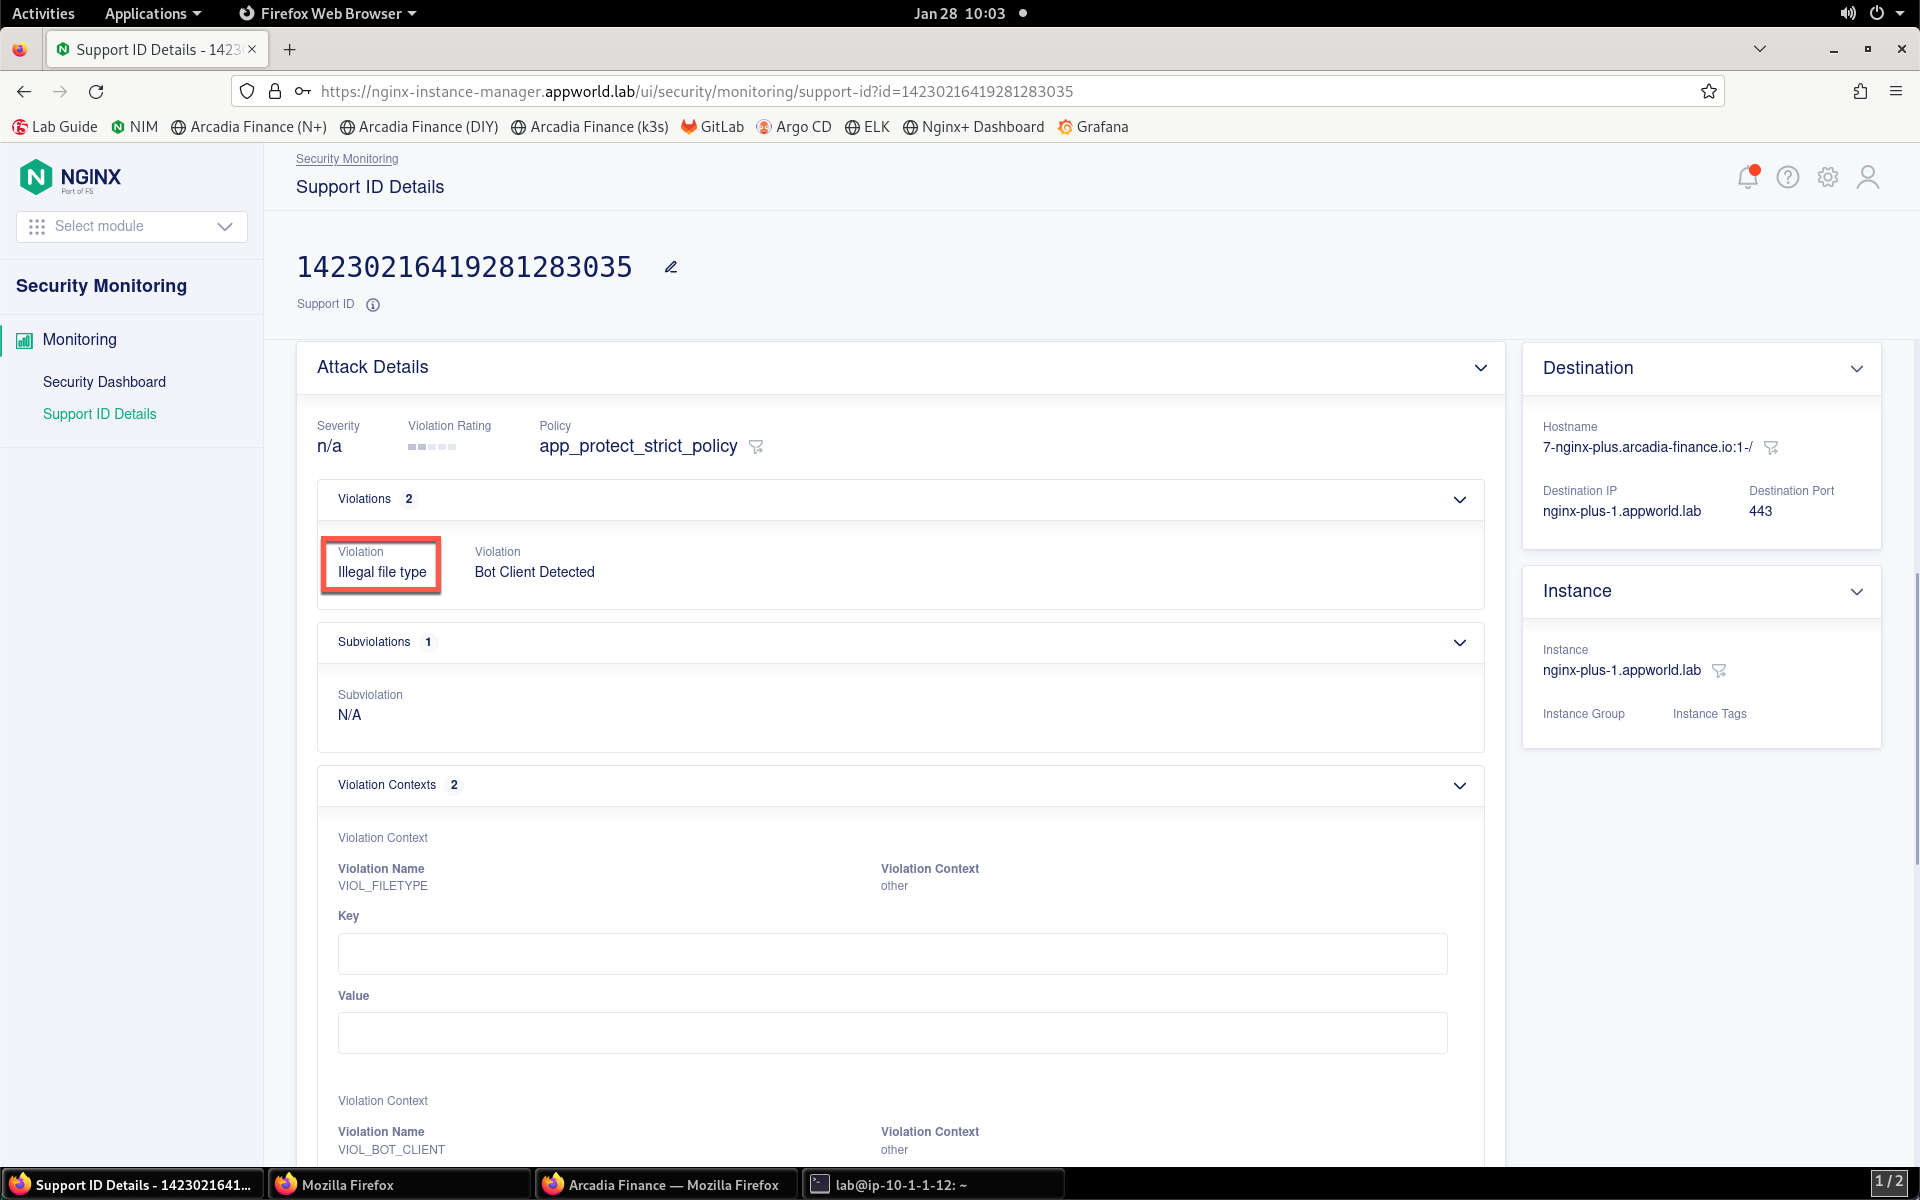 Activities Applications Firefox Web Browser Jan 28 10:03
Support ID Details - 1423
https://nginx-instance-manager.appworld.lab/ui/security/monitoring/support-id?id=14230216419281283035
Lab Guide NIM Arcadia Finance (N+) Arcadia Finance (DIY) Arcadia Finance (k3s) GitLab Argo CD ELK Nginx+ Dashboard Grafana
NGINX
Part of F5
Select module
Security Monitoring
Monitoring
Security Dashboard
Support ID Details
Security Monitoring
Support ID Details
14230216419281283035
Support ID
Attack Details
Severity Violation Rating Policy
n/a app_protect_strict_policy
Violations 2
Violation Violation
Illegal file type Bot Client Detected
Subviolations 1
Subviolation
N/A
Violation Contexts 2
Violation Context
Violation Name Violation Context
VIOL_FILETYPE other
Key
Value
Violation Context
Violation Name Violation Context
VIOL_BOT_CLIENT other
Destination
Hostname
7-nginx-plus.arcadia-finance.io:1-/
Destination IP Destination Port
nginx-plus-1.appworld.lab 443
Instance
Instance
nginx-plus-1.appworld.lab
Instance Group Instance Tags
Support ID Details - 1423021641... Mozilla Firefox Arcadia Finance — Mozilla Firefox lab@ip-10-1-1-12: ~ 1 / 2